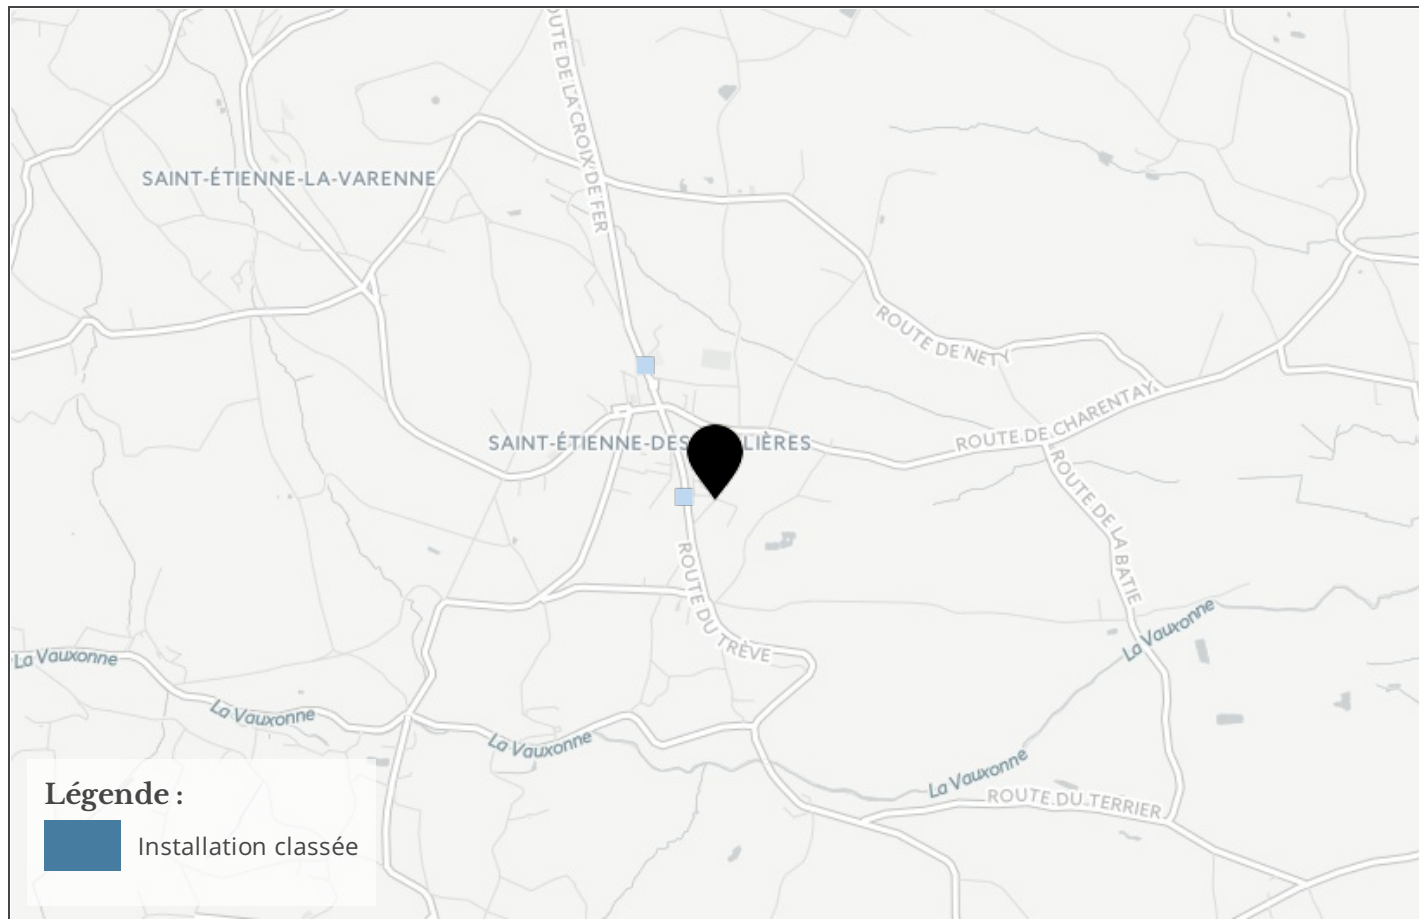 ROUTE DE LA CROIX DE FER
SAINT-ÉTIENNE-LA-VARENNE
ROUTE DE NETY
ROUTE DE CHARENTAY
SAINT-ÉTIENNE-DES LIÈRES
ROUTE DE LA BATIE
ROUTE DU TRÈVE
La Vauxonne
La Vauxonne
La Vauxonne
La Vauxonne
La Vauxonne
ROUTE DU TERRIER
Légende :
Installation classée